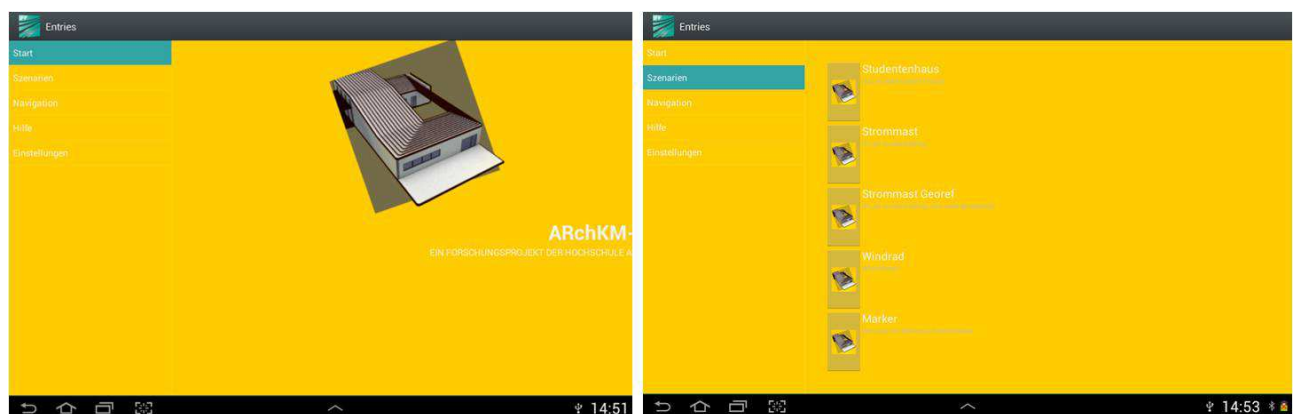 Entries
Start
Szenarien
Navigation
Hilfe
Einstellungen
ARchKM-
EIN FORSCHUNGSPROJEKT DER HOCHSCHULE A
14:51
Entries
Start
Szenarien
Navigation
Hilfe
Einstellungen
Studentenhaus
Strommast
Strommast Georef
Windrad
Marker
14:53